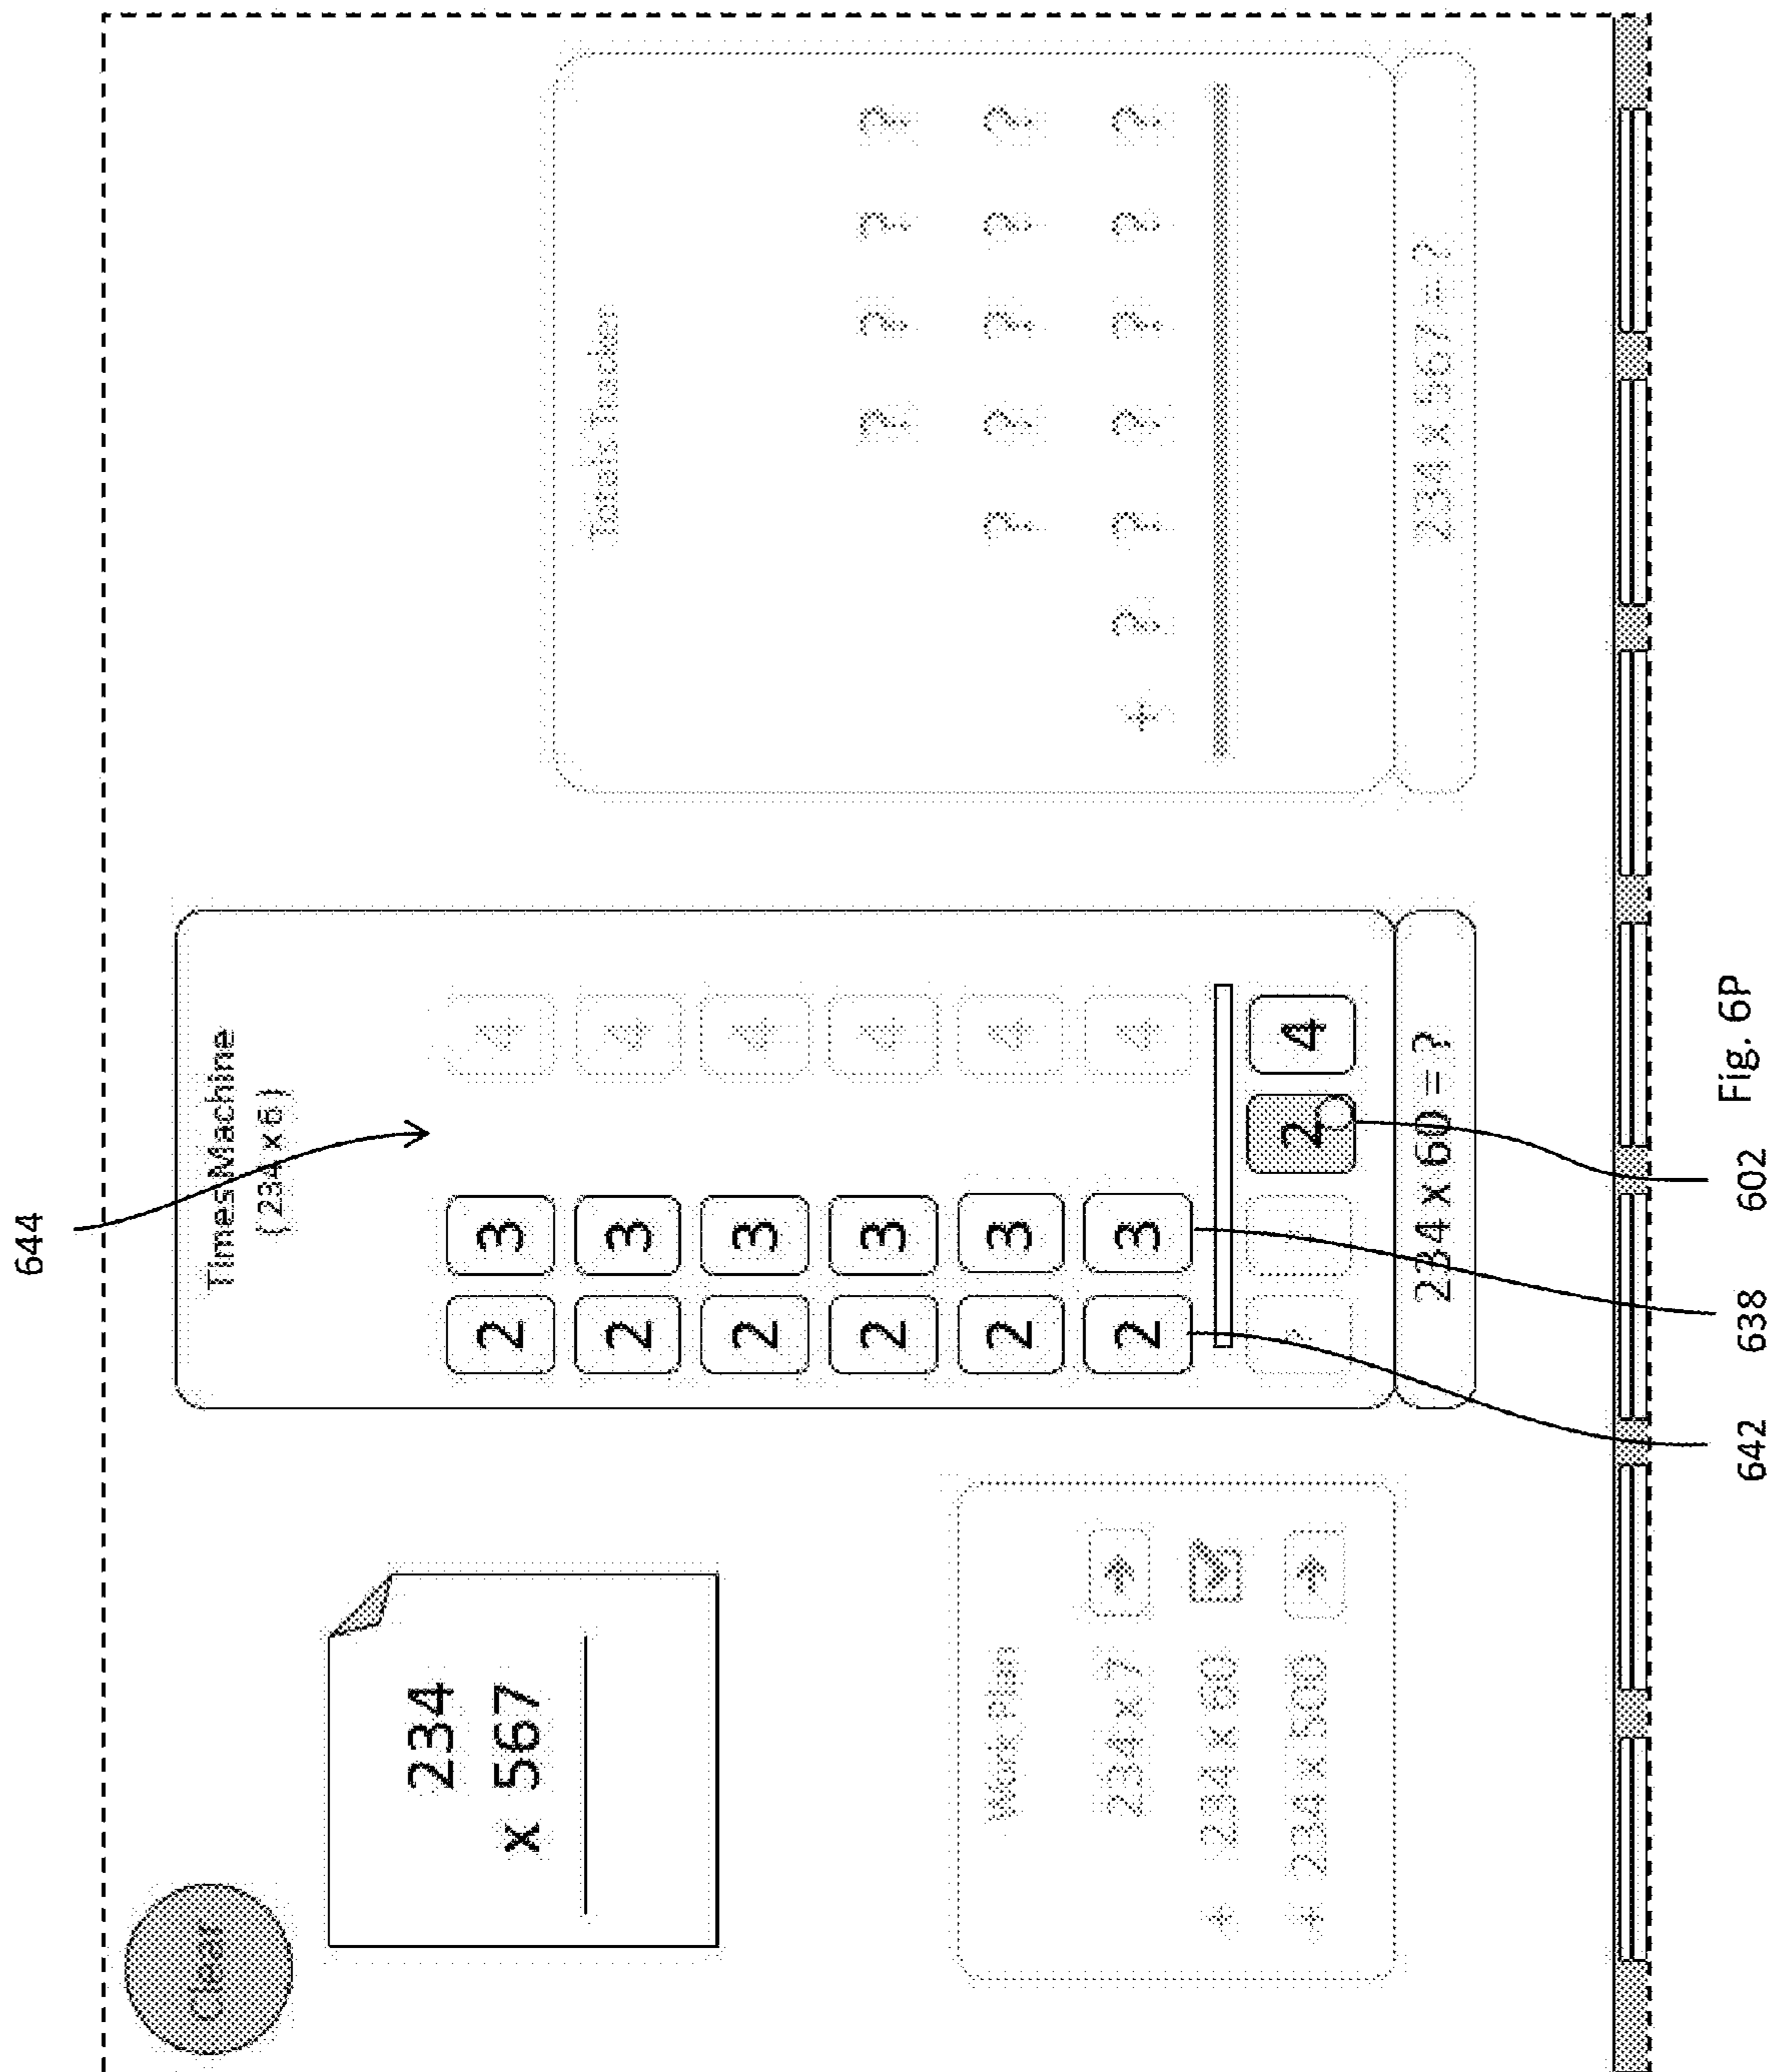 644
Clear
234
x 567
Work Plan
234 x 7
+ 234 x 60
+ 234 x 500
TimesMachine
( 234 x 6 )
2 3 4
2 3 4
2 3 4
2 3 4
2 3 4
2 3 4
2 4
234 x 60 = ?
Totals Tracker
? ? ? ?
? ? ? ? ?
+ ? ? ? ? ? ?
234 x 567 = ?
642 638 602
Fig. 6P